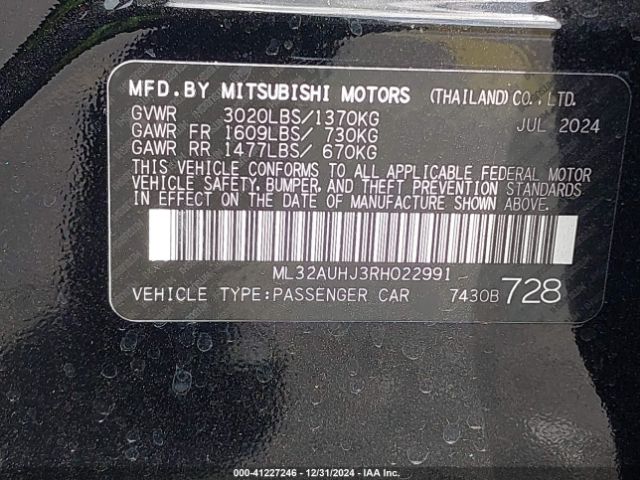 MFD.BY MITSUBISHI MOTORS (THAILAND) CO.,LTD.
GVWR 3020LBS/1370KG JUL 2024
GAWR FR 1609LBS/ 730KG
GAWR RR 1477LBS/ 670KG
THIS VEHICLE CONFORMS TO ALL APPLICABLE FEDERAL MOTOR
VEHICLE SAFETY, BUMPER, AND THEFT PREVENTION STANDARDS
IN EFFECT ON THE DATE OF MANUFACTURE SHOWN ABOVE.
ML32AUHJ3RH022991
VEHICLE TYPE:PASSENGER CAR 7430B 728
000-41227246 - 12/31/2024 - IAA Inc.